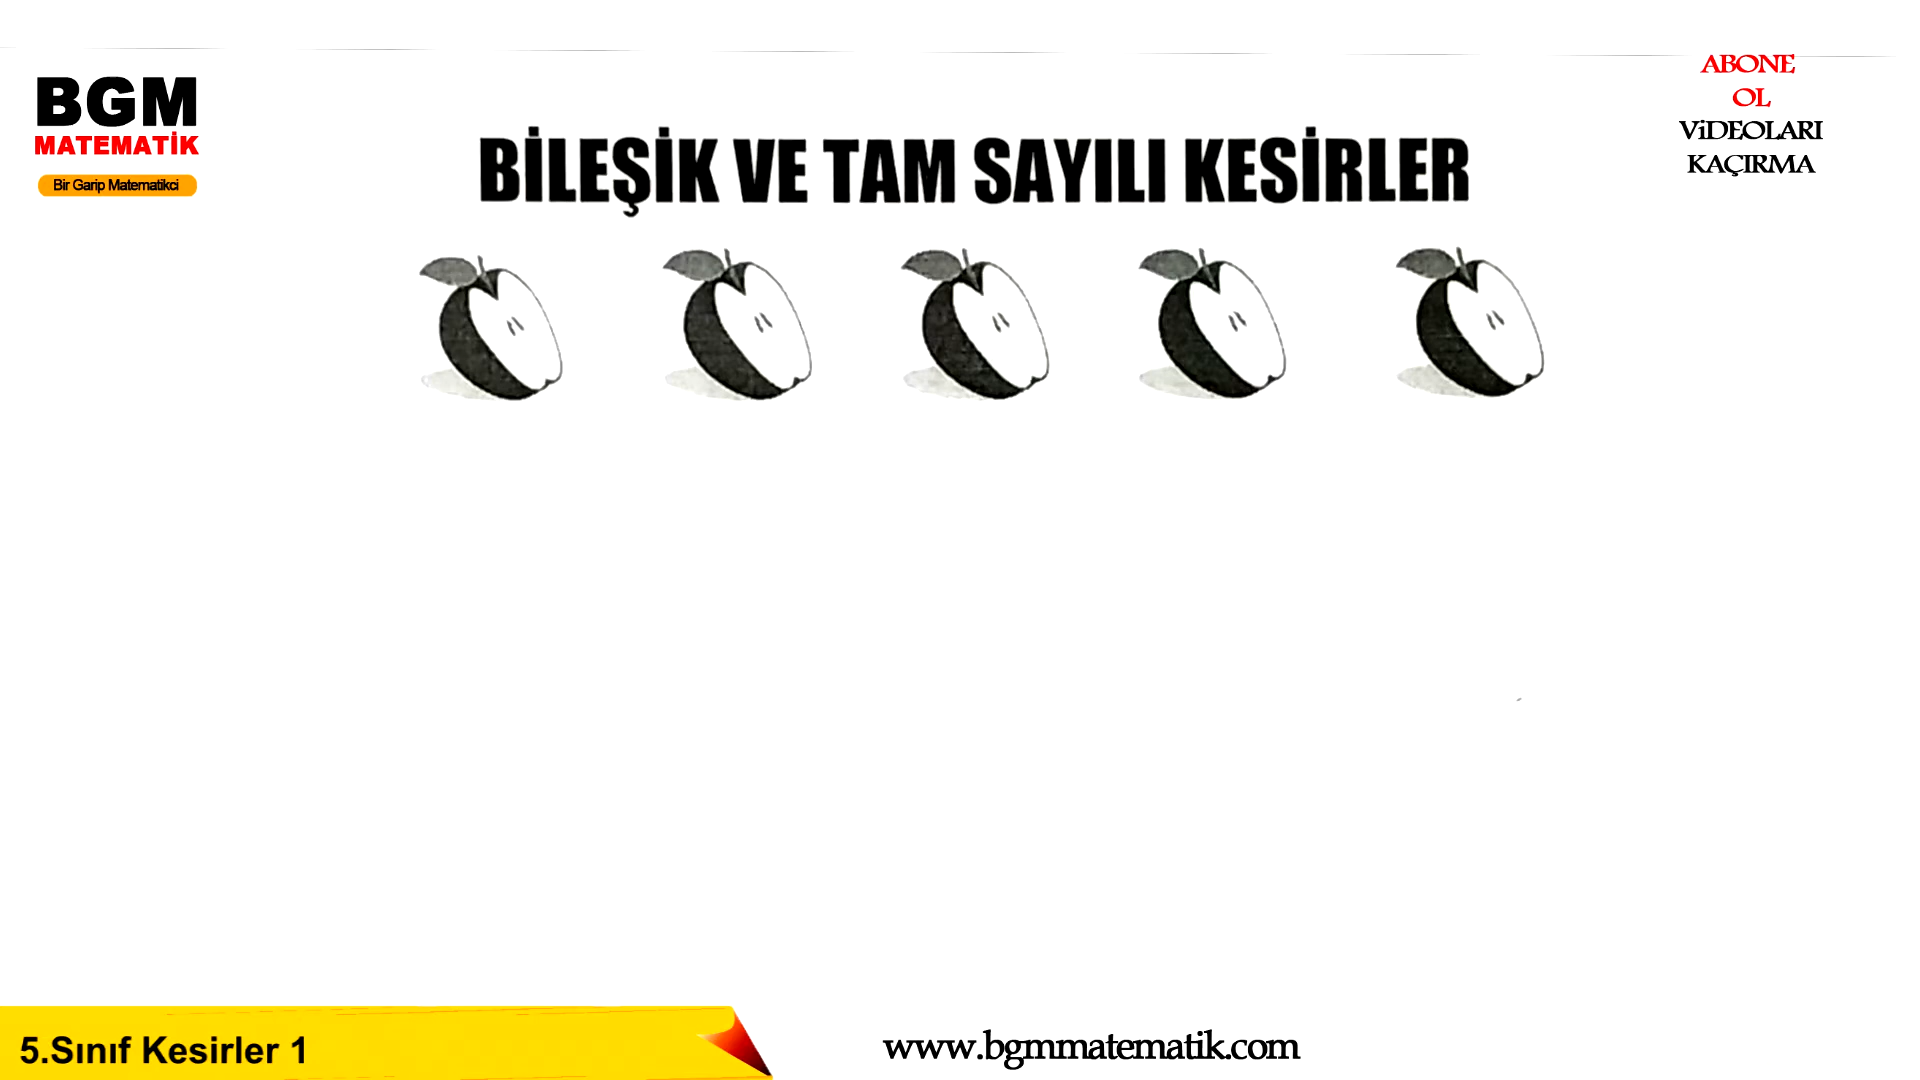 BGM
MATEMATİK
Bir Garip Matematikci
ABONE
OL
ViDEOLARI
KAÇIRMA
BİLEŞİK VE TAM SAYILI KESİRLER
5.Sınıf Kesirler 1
www.bgmmatematik.com